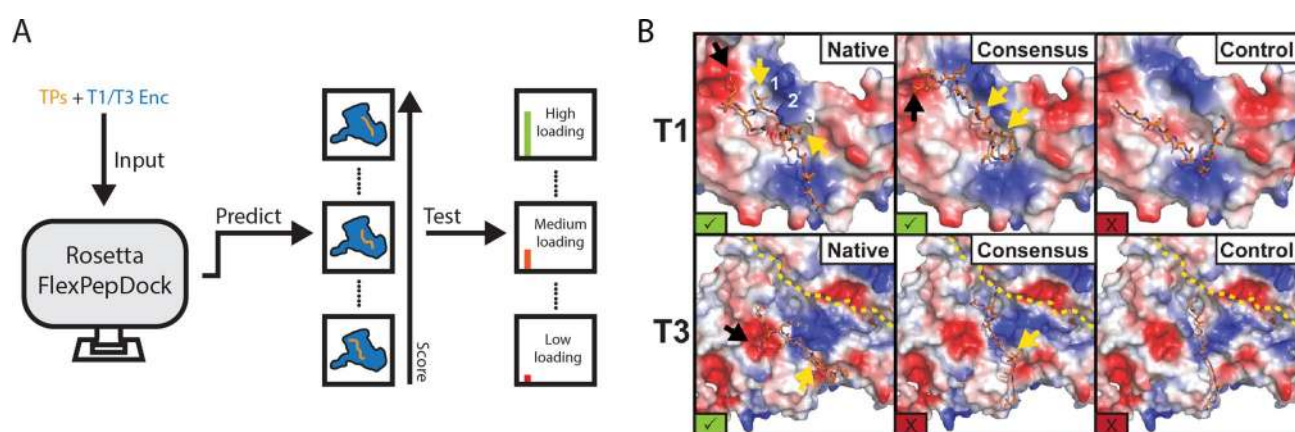 A
TPs + T1/T3 Enc
Input
Rosetta
FlexPepDock
Predict
Score
Test
High
loading
Medium
loading
Low
loading
B
T1
Native
1
2
✓
Consensus
✓
Control
X
T3
Native
✓
Consensus
X
Control
X